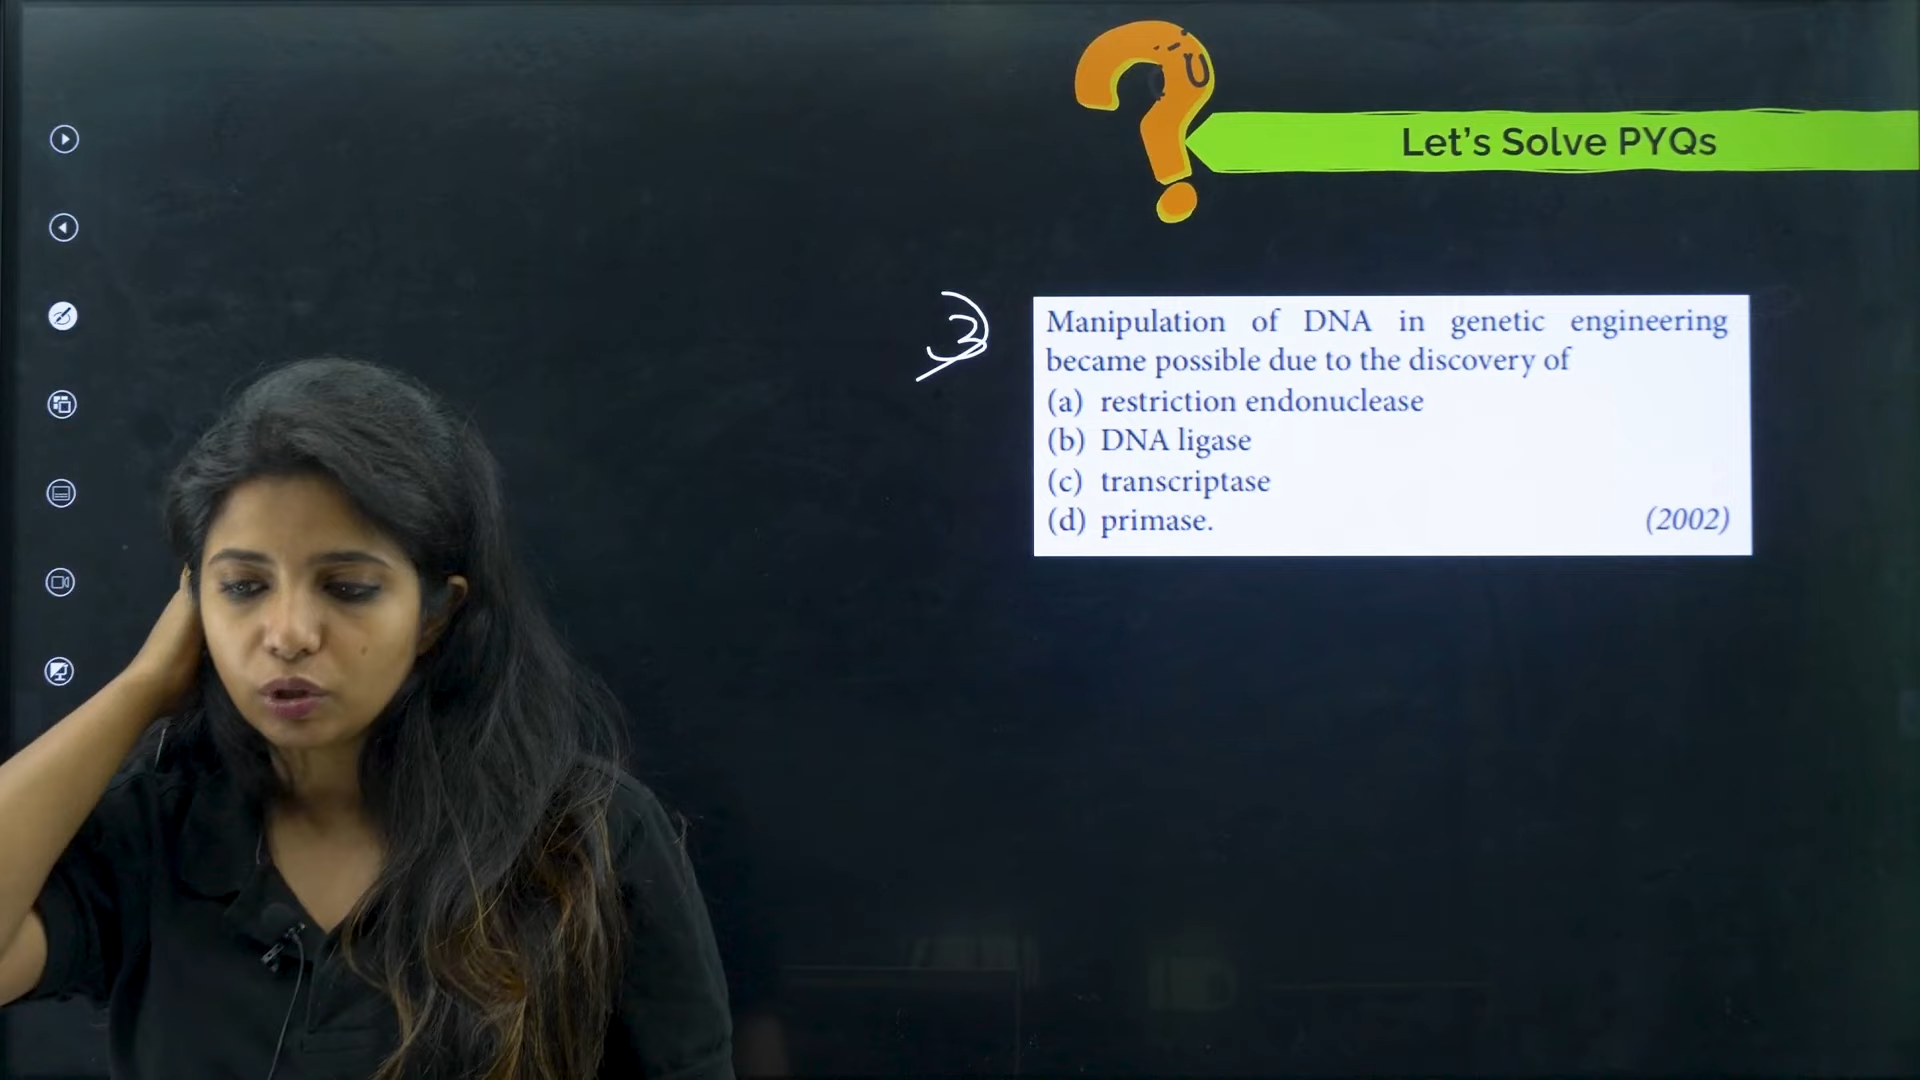 Let's Solve PYQs
3
Manipulation of DNA in genetic engineering
became possible due to the discovery of
(a) restriction endonuclease
(b) DNA ligase
(c) transcriptase
(d) primase. (2002)